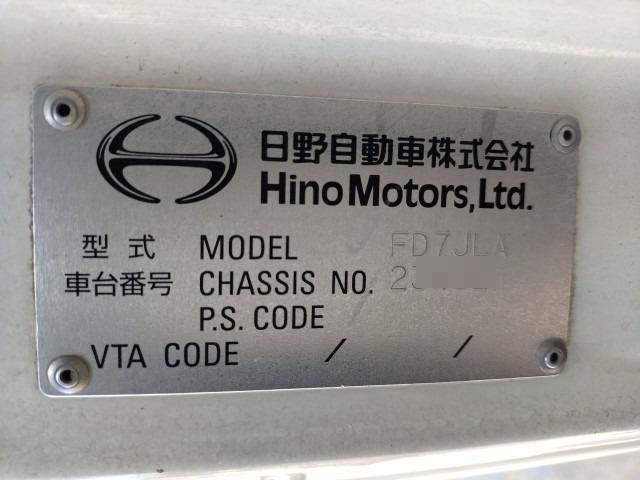 日野自動車株式会社
Hino Motors, Ltd.
型式 MODEL FD7JLA
車台番号 CHASSIS NO.
P.S. CODE
VTA CODE / /